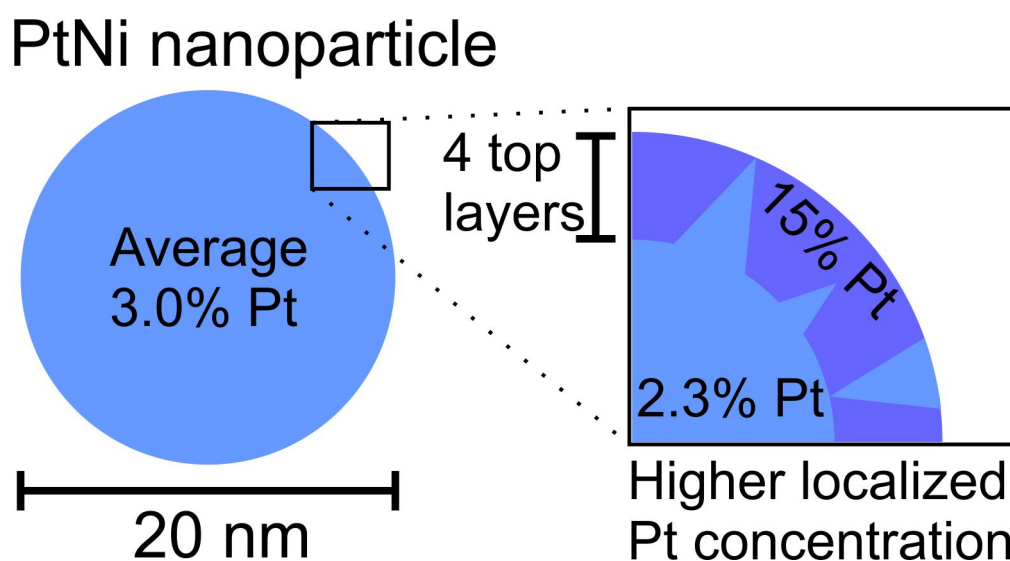 PtNi nanoparticle
Average
3.0% Pt
20 nm
4 top
layers
15% Pt
2.3% Pt
Higher localized
Pt concentration